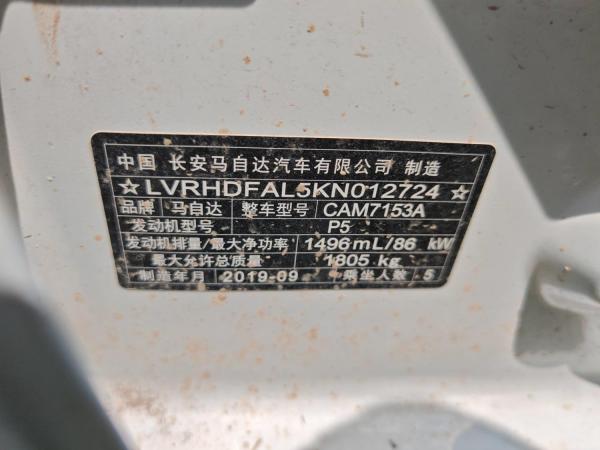 中国 长安马自达汽车有限公司 制造
☆LVRHDFAL5KN012724☆
品牌 马自达 整车型号 CAM7153A
发动机型号 P5
发动机排量/最大净功率 1496mL/86 kW
最大允许总质量 1805 kg
制造年月 2019-09 乘坐人数 5